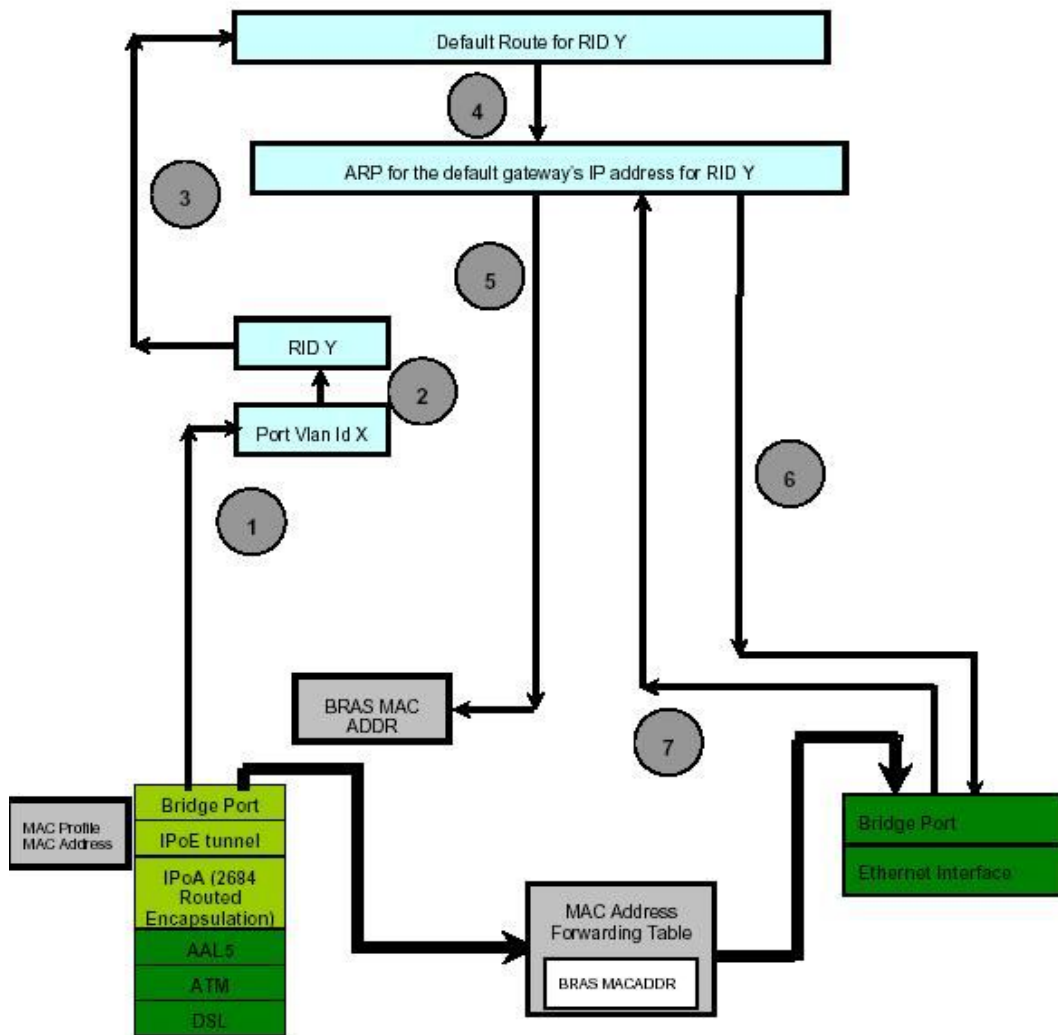 Default Route for RID Y
4
ARP for the default gateway's IP address for RID Y
3
5
RID Y
2
Port Vlan Id X
6
1
BRAS MAC
ADDR
7
MAC Profile
MAC Address
Bridge Port
IPoE tunnel
IPoA (2684
Routed
Encapsulation)
AAL5
ATM
DSL
Bridge Port
Ethernet Interface
MAC Address
Forwarding Table
BRAS MACADDR